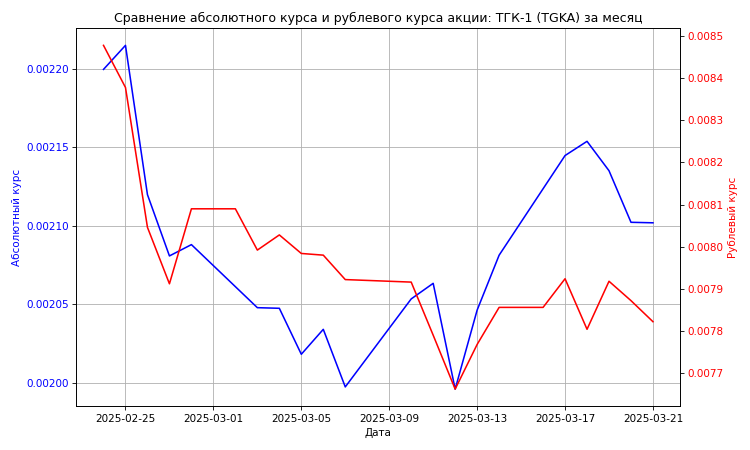 Сравнение абсолютного курса и рублевого курса акции: ТГК-1 (TGKA) за месяц
Абсолютный курс
0.00220
0.00215
0.00210
0.00205
0.00200
0.0085
0.0084
0.0083
0.0082
0.0081
0.0080
0.0079
0.0078
0.0077
Рублевый курс
2025-02-25 2025-03-01 2025-03-05 2025-03-09 2025-03-13 2025-03-17 2025-03-21
Дата